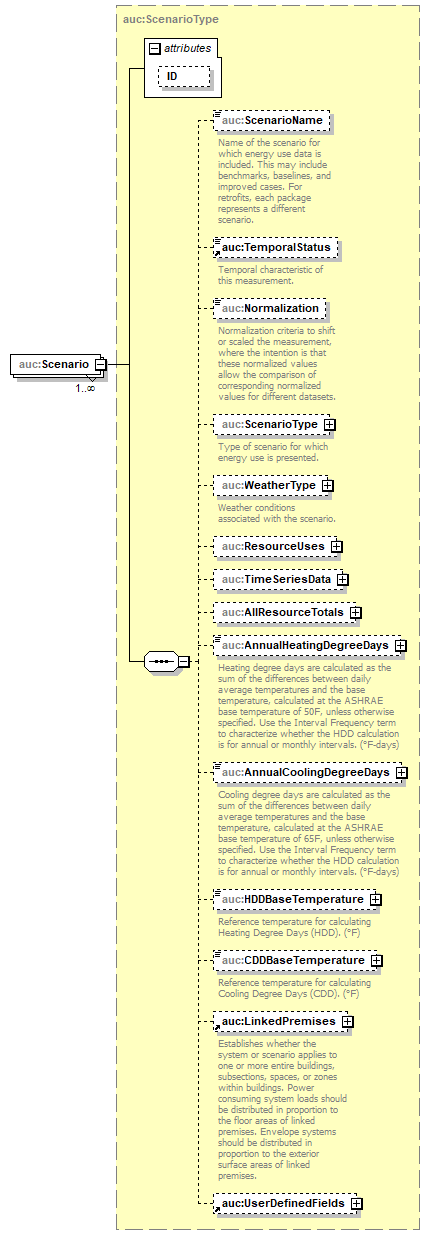 auc:ScenarioType
attributes
ID
auc:ScenarioName
Name of the scenario for
which energy use data is
included. This may include
benchmarks, baselines, and
improved cases. For
retrofits, each package
represents a different
scenario.
auc:TemporalStatus
Temporal characteristic of
this measurement.
auc:Normalization
Normalization criteria to shift
or scaled the measurement,
where the intention is that
these normalized values
allow the comparison of
corresponding normalized
values for different datasets.
auc:Scenario
1..∞
auc:ScenarioType
Type of scenario for which
energy use is presented.
auc:WeatherType
Weather conditions
associated with the scenario.
auc:ResourceUses
auc:TimeSeriesData
auc:AllResourceTotals
auc:AnnualHeatingDegreeDays
Heating degree days are calculated as the
sum of the differences between daily
average temperatures and the base
temperature, calculated at the ASHRAE
base temperature of 50F, unless otherwise
specified. Use the Interval Frequency term
to characterize whether the HDD calculation
is for annual or monthly intervals. (°F-days)
auc:AnnualCoolingDegreeDays
Cooling degree days are calculated as the
sum of the differences between daily
average temperatures and the base
temperature, calculated at the ASHRAE
base temperature of 65F, unless otherwise
specified. Use the Interval Frequency term
to characterize whether the HDD calculation
is for annual or monthly intervals. (°F-days)
auc:HDDBaseTemperature
Reference temperature for calculating
Heating Degree Days (HDD). (°F)
auc:CDDBaseTemperature
Reference temperature for calculating
Cooling Degree Days (CDD). (°F)
auc:LinkedPremises
Establishes whether the
system or scenario applies to
one or more entire buildings,
subsections, spaces, or zones
within buildings. Power
consuming system loads should
be distributed in proportion to
the floor areas of linked
premises. Envelope systems
should be distributed in
proportion to the exterior
surface areas of linked
premises.
auc:UserDefinedFields